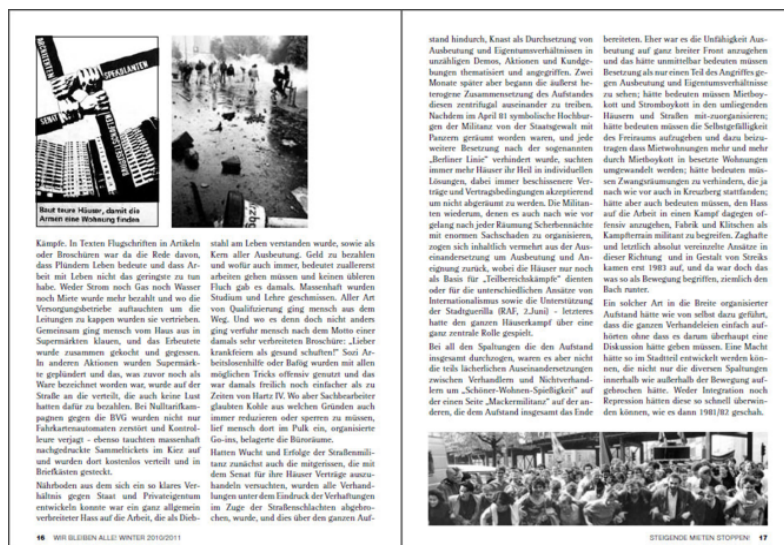 ARCHITEKTEN
SPEKULANTEN
SENAT
Baut teure Häuser, damit die
Armen eine Wohnung finden
Kämpfe. In Texten Flugschriften in Artikeln
oder Broschüren war da die Rede davon,
dass Plündern Leben bedeute und dass Ar-
beit mit Leben nicht das geringste zu tun
habe. Weder Strom noch Gas noch Wasser
noch Miete wurde mehr bezahlt und wo die
Versorgungsbetriebe auftauchten um die
Leitungen zu kappen wurden sie vertrieben.
Gemeinsam ging mensch vom Haus aus in
Supermärkten klauen, und das Erbeutete
wurde zusammen gekocht und gegessen.
In anderen Aktionen wurden Supermärk-
te geplündert und das, was zuvor noch als
Ware bezeichnet worden war, wurde auf der
Straße an die verteilt, die auch keine Lust
hatten dafür zu bezahlen. Bei Nulltarifkam-
pagnen gegen die BVG wurden nicht nur
Fahrkartenautomaten zerstört und Kontrol-
leure verjagt - ebenso tauchten massenhaft
nachgedruckte Sammeltickets im Kiez auf
und wurden dort kostenlos verteilt und in
Briefkästen gesteckt.
Nährboden aus dem sich ein so klares Ver-
hältnis gegen Staat und Privateigentum
entwickeln konnte war ein ganz allgemein
verbreiteter Hass auf die Arbeit, die als Dieb-
stahl am Leben verstanden wurde, sowie als
Kern aller Ausbeutung. Geld zu bezahlen
und wofür auch immer, bedeutet zuallererst
arbeiten gehen müssen und keinen übleren
Fluch gab es damals. Massenhaft wurden
Studium und Lehre geschmissen. Aller Art
von Qualifizierung ging mensch aus dem
Weg. Und wo es denn doch nicht anders
ging verfuhr mensch nach dem Motto einer
damals sehr verbreiteten Broschüre: „Lieber
krankfeiern als gesund schuften!“ Sozi Ar-
beitslosenhilfe oder Bafög wurden mit allen
möglichen Tricks offensiv genutzt und das
war damals freilich noch einfacher als zu
Zeiten von Hartz IV. Wo aber Sachbearbeiter
glaubten Kohle aus welchen Gründen auch
immer reduzieren oder sperren zu müssen,
lief mensch dort im Pulk ein, organisierte
Go-ins, belagerte die Büroräume.
Hatten Wucht und Erfolge der Straßenmili-
tanz zunächst auch die mitgerissen, die mit
dem Senat für ihre Häuser Verträge auszu-
handeln versuchten, wurden alle Verhand-
lungen unter dem Eindruck der Verhaftungen
im Zuge der Straßenschlachten abgebro-
chen, wurde, und dies über den ganzen Auf-
16 WIR BLEIBEN ALLE! WINTER 2010/2011
stand hindurch, Knast als Durchsetzung von
Ausbeutung und Eigentumsverhältnissen in
unzähligen Demos, Aktionen und Kundge-
bungen thematisiert und angegriffen. Zwei
Monate später aber begann die äußerst he-
terogene Zusammensetzung des Aufstandes
diesen zentrifugal auseinander zu treiben.
Nachdem im April 81 symbolische Hochbur-
gen der Militanz von der Staatsgewalt mit
Panzern geräumt worden waren, und jede
weitere Besetzung nach der sogenannten
„Berliner Linie“ verhindert wurde, suchten
immer mehr Häuser ihr Heil in individuellen
Lösungen, dabei immer beschissenere Ver-
träge und Vertragsbedingungen akzeptierend
um nicht abgeräumt zu werden. Die Militan-
ten wiederum, denen es auch nach wie vor
gelang nach jeder Räumung Scherbennächte
mit enormen Sachschaden zu organisieren,
zogen sich inhaltlich vermehrt aus der Aus-
einandersetzung um Ausbeutung und An-
eignung zurück, wobei die Häuser nur noch
als Basis für „Teilbereichskämpfe“ dienten
oder für die unterschiedlichen Ansätze von
Internationalmus sowie die Unterstützung
der Stadtguerilla (RAF, 2.Juni) - letzteres
hatte den ganzen Häuserkampf über eine
ganz zentrale Rolle gespielt.
Bei all den Spaltungen die den Aufstand
insgesamt durchzogen, waren es aber nicht
die teils lächerlichen Auseinandersetzungen
zwischen Verhandlern und Nichtverhand-
lern um „Schöner-Wohnen-Spießigkeit“ auf
der einen Seite „Mackermilitanz“ auf der an-
deren, die dem Aufstand insgesamt das Ende
bereiteten. Eher war es die Unfähigkeit Aus-
beutung auf ganz breiter Front anzugehen
und das hätte unmittelbar bedeuten müssen
Besetzung als nur einen Teil des Angriffes ge-
gen Ausbeutung und Eigentumsverhältnisse
zu sehen; hätte bedeuten müssen Mietboy-
kott und Stromboykott in den umliegenden
Häusern und Straßen mit-zuorganisieren;
hätte bedeuten müssen die Selbstgefälligkeit
des Freiraums aufzugeben und dazu beizu-
tragen dass Mietwohnungen mehr und mehr
durch Mietboykott in besetzte Wohnungen
umgewandelt werden; hätte bedeuten müs-
sen Zwangsräumungen zu verhindern, die ja
nach wie vor auch in Kreuzberg stattfanden;
hätte aber auch bedeuten müssen, den Hass
auf die Arbeit in einen Kampf dagegen of-
fensiv anzugehen, Fabrik und Klitschen als
Kampfterrain militant zu begreifen. Zaghafte
und letztlich absolut vereinzelte Ansätze in
dieser Richtung und in Gestalt von Streiks
kamen erst 1983 auf, und da war doch das
was so als Bewegung begriffen, ziemlich den
Bach runter.
Ein solcher Art in die Breite organisierter
Aufstand hätte wie von selbst dazu geführt,
dass die ganzen Verhandeleien einfach auf-
hörten ohne dass es darum überhaupt eine
Diskussion hätte geben müssen. Eine Macht
hätte so im Stadtteil entwickelt werden kön-
nen, die nicht nur die diversen Spaltungen
innerhalb wie außerhalb der Bewegung auf-
gebrochen hätte. Weder Integration noch
Repression hätten diese so schnell überwin-
den können, wie es dann 1981/82 geschah.
STEIGENDE MIETEN STOPPEN! 17